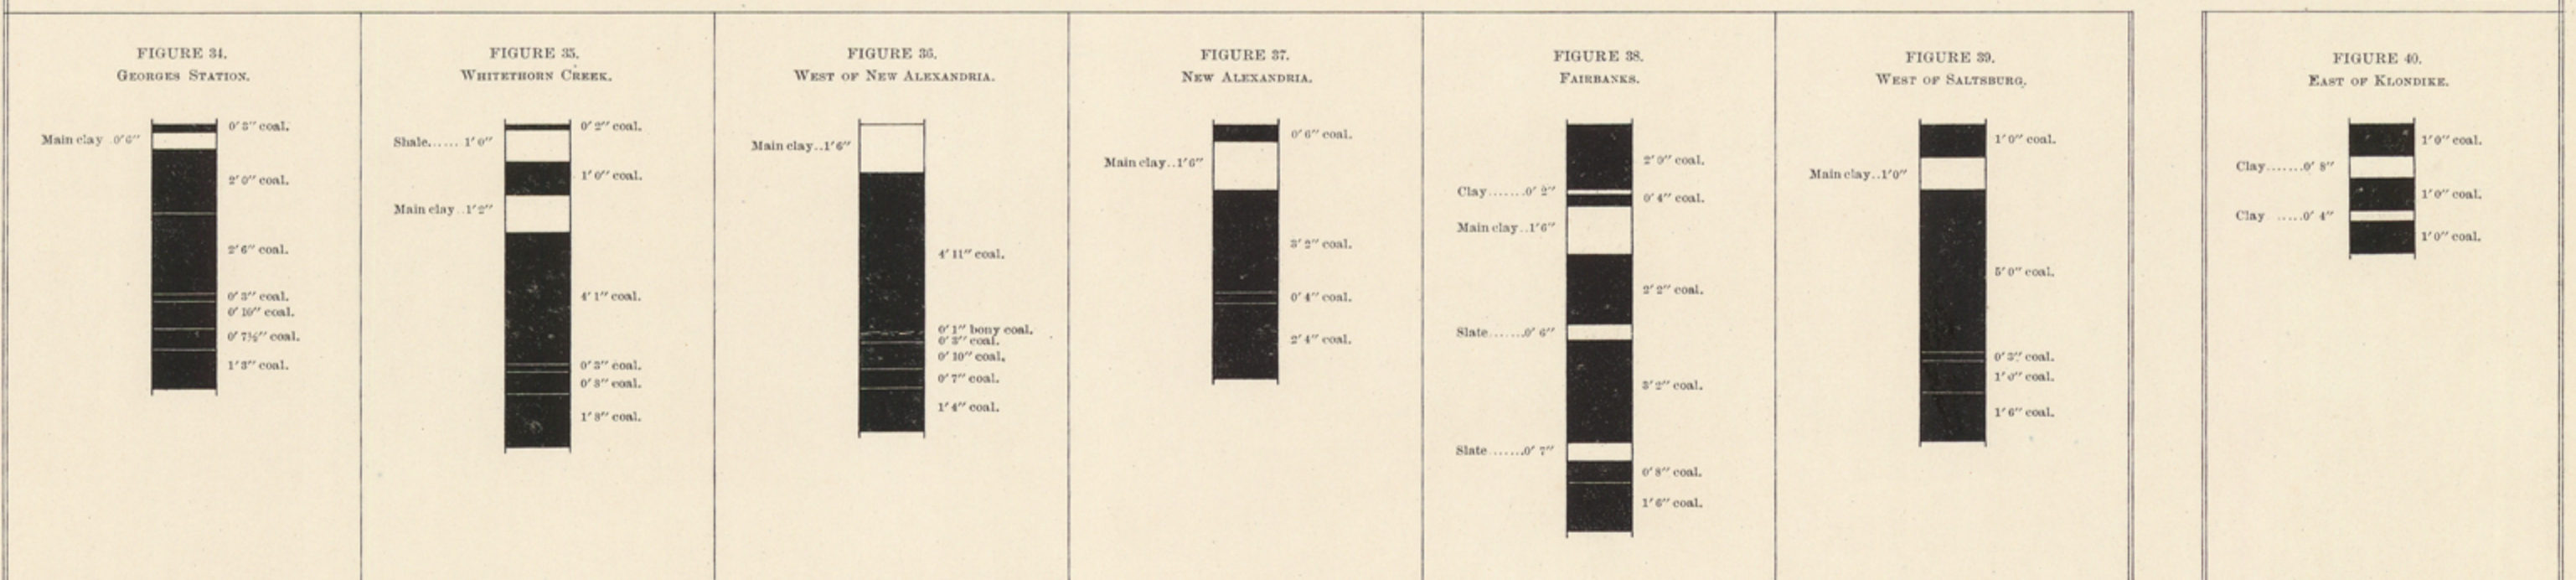 FIGURE 34.
GEORGES STATION.
0' 3" coal.
Main clay 0' 6"
2' 0" coal.
2' 6" coal.
0' 3" coal.
0' 10" coal.
0' 7½" coal.
1' 3" coal.
FIGURE 35.
WHITETHORN CREEK.
0' 2" coal.
Shale...... 1' 0"
1' 0" coal.
Main clay..1' 2"
4' 1" coal.
0' 3" coal.
0' 8" coal.
1' 8" coal.
FIGURE 36.
WEST OF NEW ALEXANDRIA.
Main clay..1' 6"
4' 11" coal.
0' 1" bony coal.
0' 3" coal.
0' 10" coal.
0' 7" coal.
1' 4" coal.
FIGURE 37.
NEW ALEXANDRIA.
0' 6" coal.
Main clay..1' 6"
3' 2" coal.
0' 4" coal.
2' 4" coal.
FIGURE 38.
FAIRBANKS.
2' 0" coal.
Clay.......0' 2"
0' 4" coal.
Main clay..1' 6"
2' 2" coal.
Slate.......0' 6"
3' 2" coal.
Slate.......0' 7"
0' 8" coal.
1' 6" coal.
FIGURE 39.
WEST OF SALTSBURG.
1' 0" coal.
Main clay..1' 0"
5' 0" coal.
0' 3" coal.
1' 0" coal.
1' 6" coal.
FIGURE 40.
EAST OF KLONDIKE.
1' 0" coal.
Clay.......0' 8"
1' 0" coal.
Clay .....0' 4"
1' 0" coal.